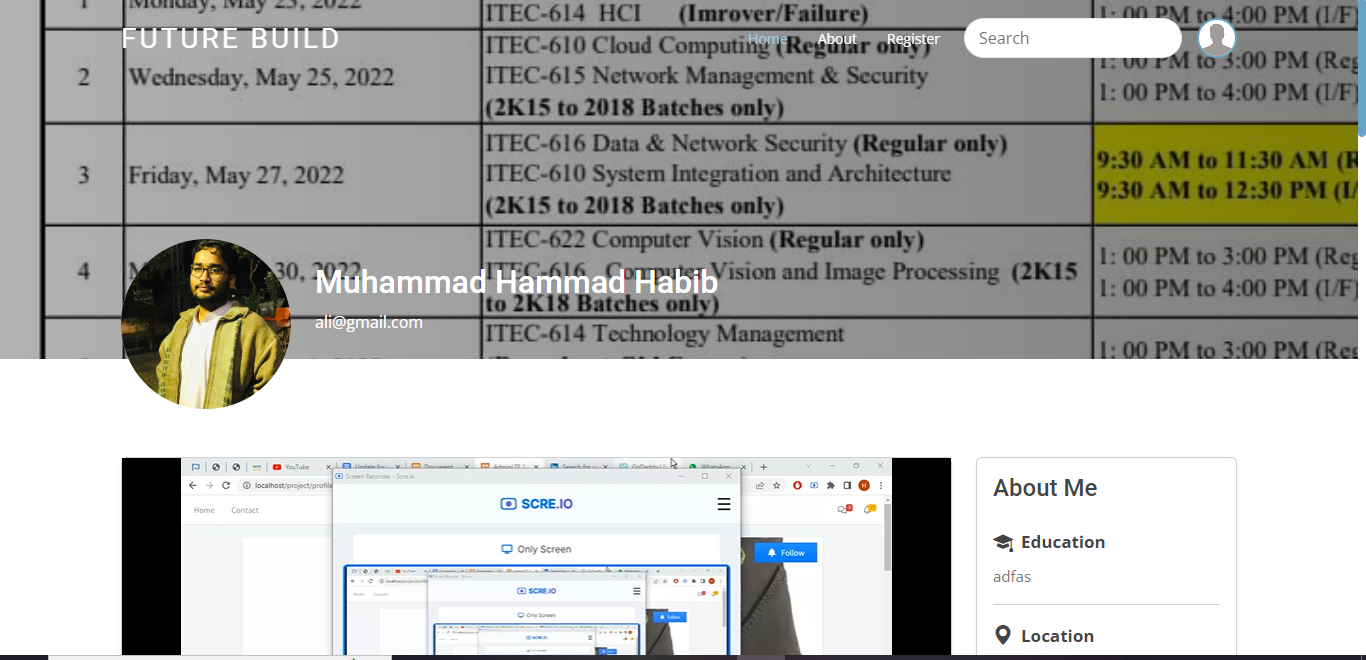 Monday, May 23, 2022
ITEC-614 HCI (Imrover/Failure)
1: 00 PM to 4:00 PM (I/F)
FUTURE BUILD
Home
About
Register
Search
2
Wednesday, May 25, 2022
ITEC-610 Cloud Computing (Regular only)
ITEC-615 Network Management & Security
(2K15 to 2018 Batches only)
1: 00 PM to 3:00 PM (Reg
1: 00 PM to 4:00 PM (I/F)
3
Friday, May 27, 2022
ITEC-616 Data & Network Security (Regular only)
ITEC-610 System Integration and Architecture
(2K15 to 2018 Batches only)
9:30 AM to 11:30 AM (R
9:30 AM to 12:30 PM (I/
4
30, 2022
ITEC-622 Computer Vision (Regular only)
ITEC-616 Computer Vision and Image Processing (2K15
to 2K18 Batches only)
1: 00 PM to 3:00 PM (Reg
1: 00 PM to 4:00 PM (I/F)
Muhammad Hammad Habib
ali@gmail.com
ITEC-614 Technology Management
1: 00 PM to 3:00 PM (Reg
YouTube
Update for
Document
Search for
GoDaddy
WhatsApp
Screen Recorder - Scre.io
localhost/project/profile
Home
Contact
SCRE.IO
Only Screen
Follow
SCRE.IO
Only Screen
Follow
About Me
Education
adfas
Location